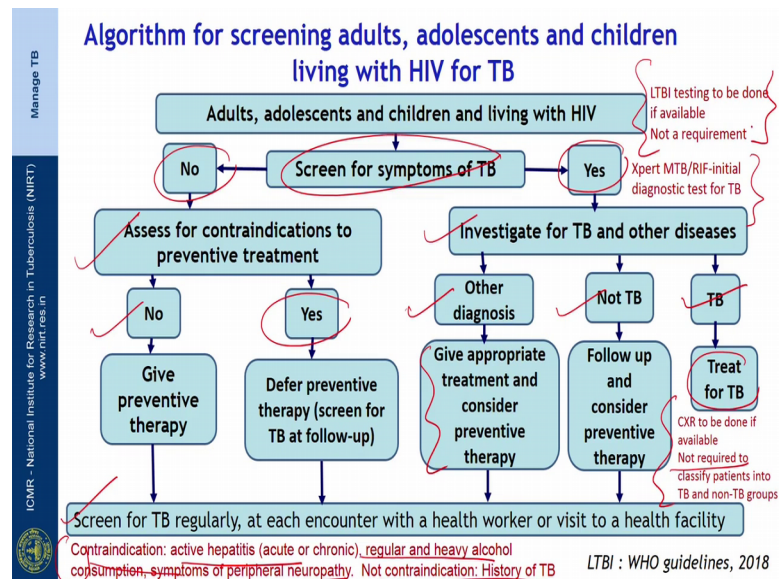 Manage TB
ICMR - National Institute for Research in Tuberculosis (NIRT)
www.nirt.res.in
Algorithm for screening adults, adolescents and children
living with HIV for TB
Adults, adolescents and children and living with HIV
LTBI testing to be done
if available
Not a requirement
No
Screen for symptoms of TB
Yes
Xpert MTB/RIF-initial
diagnostic test for TB
Assess for contraindications to
preventive treatment
Investigate for TB and other diseases
No
Yes
Other
diagnosis
Not TB
TB
Give
preventive
therapy
Defer preventive
therapy (screen for
TB at follow-up)
Give appropriate
treatment and
consider
preventive
therapy
Follow up
and
consider
preventive
therapy
Treat
for TB
CXR to be done if
available
Not required to
classify patients into
TB and non-TB groups
Screen for TB regularly, at each encounter with a health worker or visit to a health facility
Contraindication: active hepatitis (acute or chronic), regular and heavy alcohol
consumption, symptoms of peripheral neuropathy. Not contraindication: History of TB
LTBI : WHO guidelines, 2018